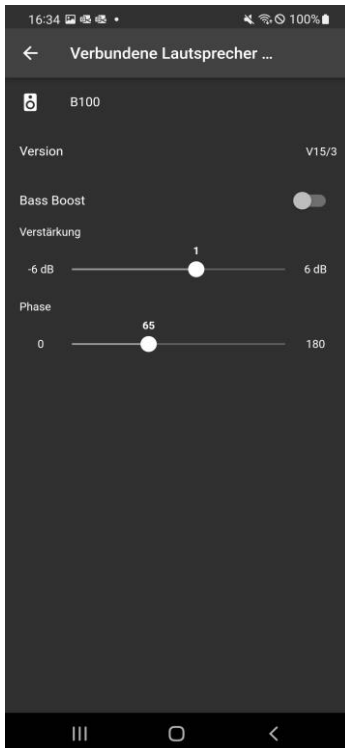 16:34 100%
Verbundene Lautsprecher ...
B100
Version V15/3
Bass Boost
Verstärkung
1
-6 dB 6 dB
Phase
65
0 180